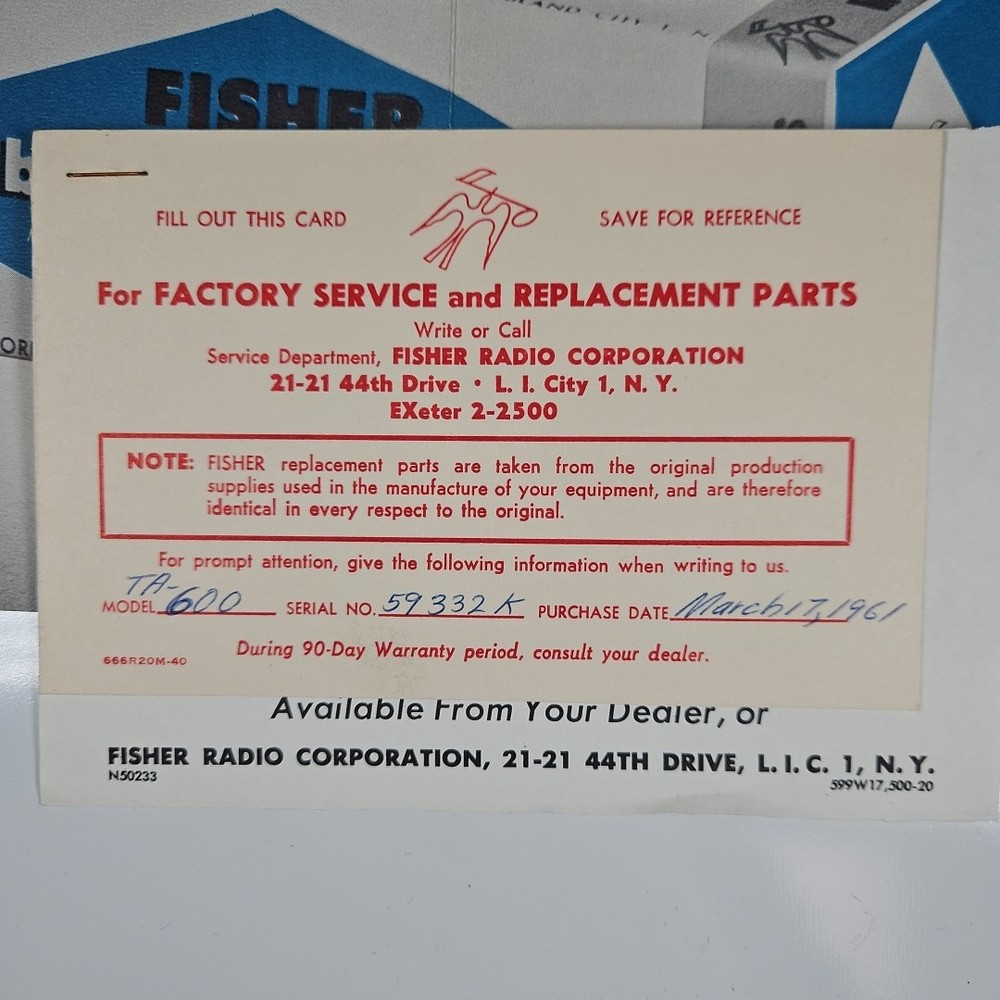 FISHER
FILL OUT THIS CARD
SAVE FOR REFERENCE
For FACTORY SERVICE and REPLACEMENT PARTS
Write or Call
Service Department, FISHER RADIO CORPORATION
21-21 44th Drive • L. I. City 1, N. Y.
EXeter 2-2500
NOTE: FISHER replacement parts are taken from the original production
supplies used in the manufacture of your equipment, and are therefore
identical in every respect to the original.
For prompt attention, give the following information when writing to us.
MODEL TA-600 SERIAL NO. 59332K PURCHASE DATE March 17, 1961
During 90-Day Warranty period, consult your dealer.
666R20M-40
Available From Your Dealer, or
FISHER RADIO CORPORATION, 21-21 44TH DRIVE, L. I. C. 1, N. Y.
N50233
599W17,500-20